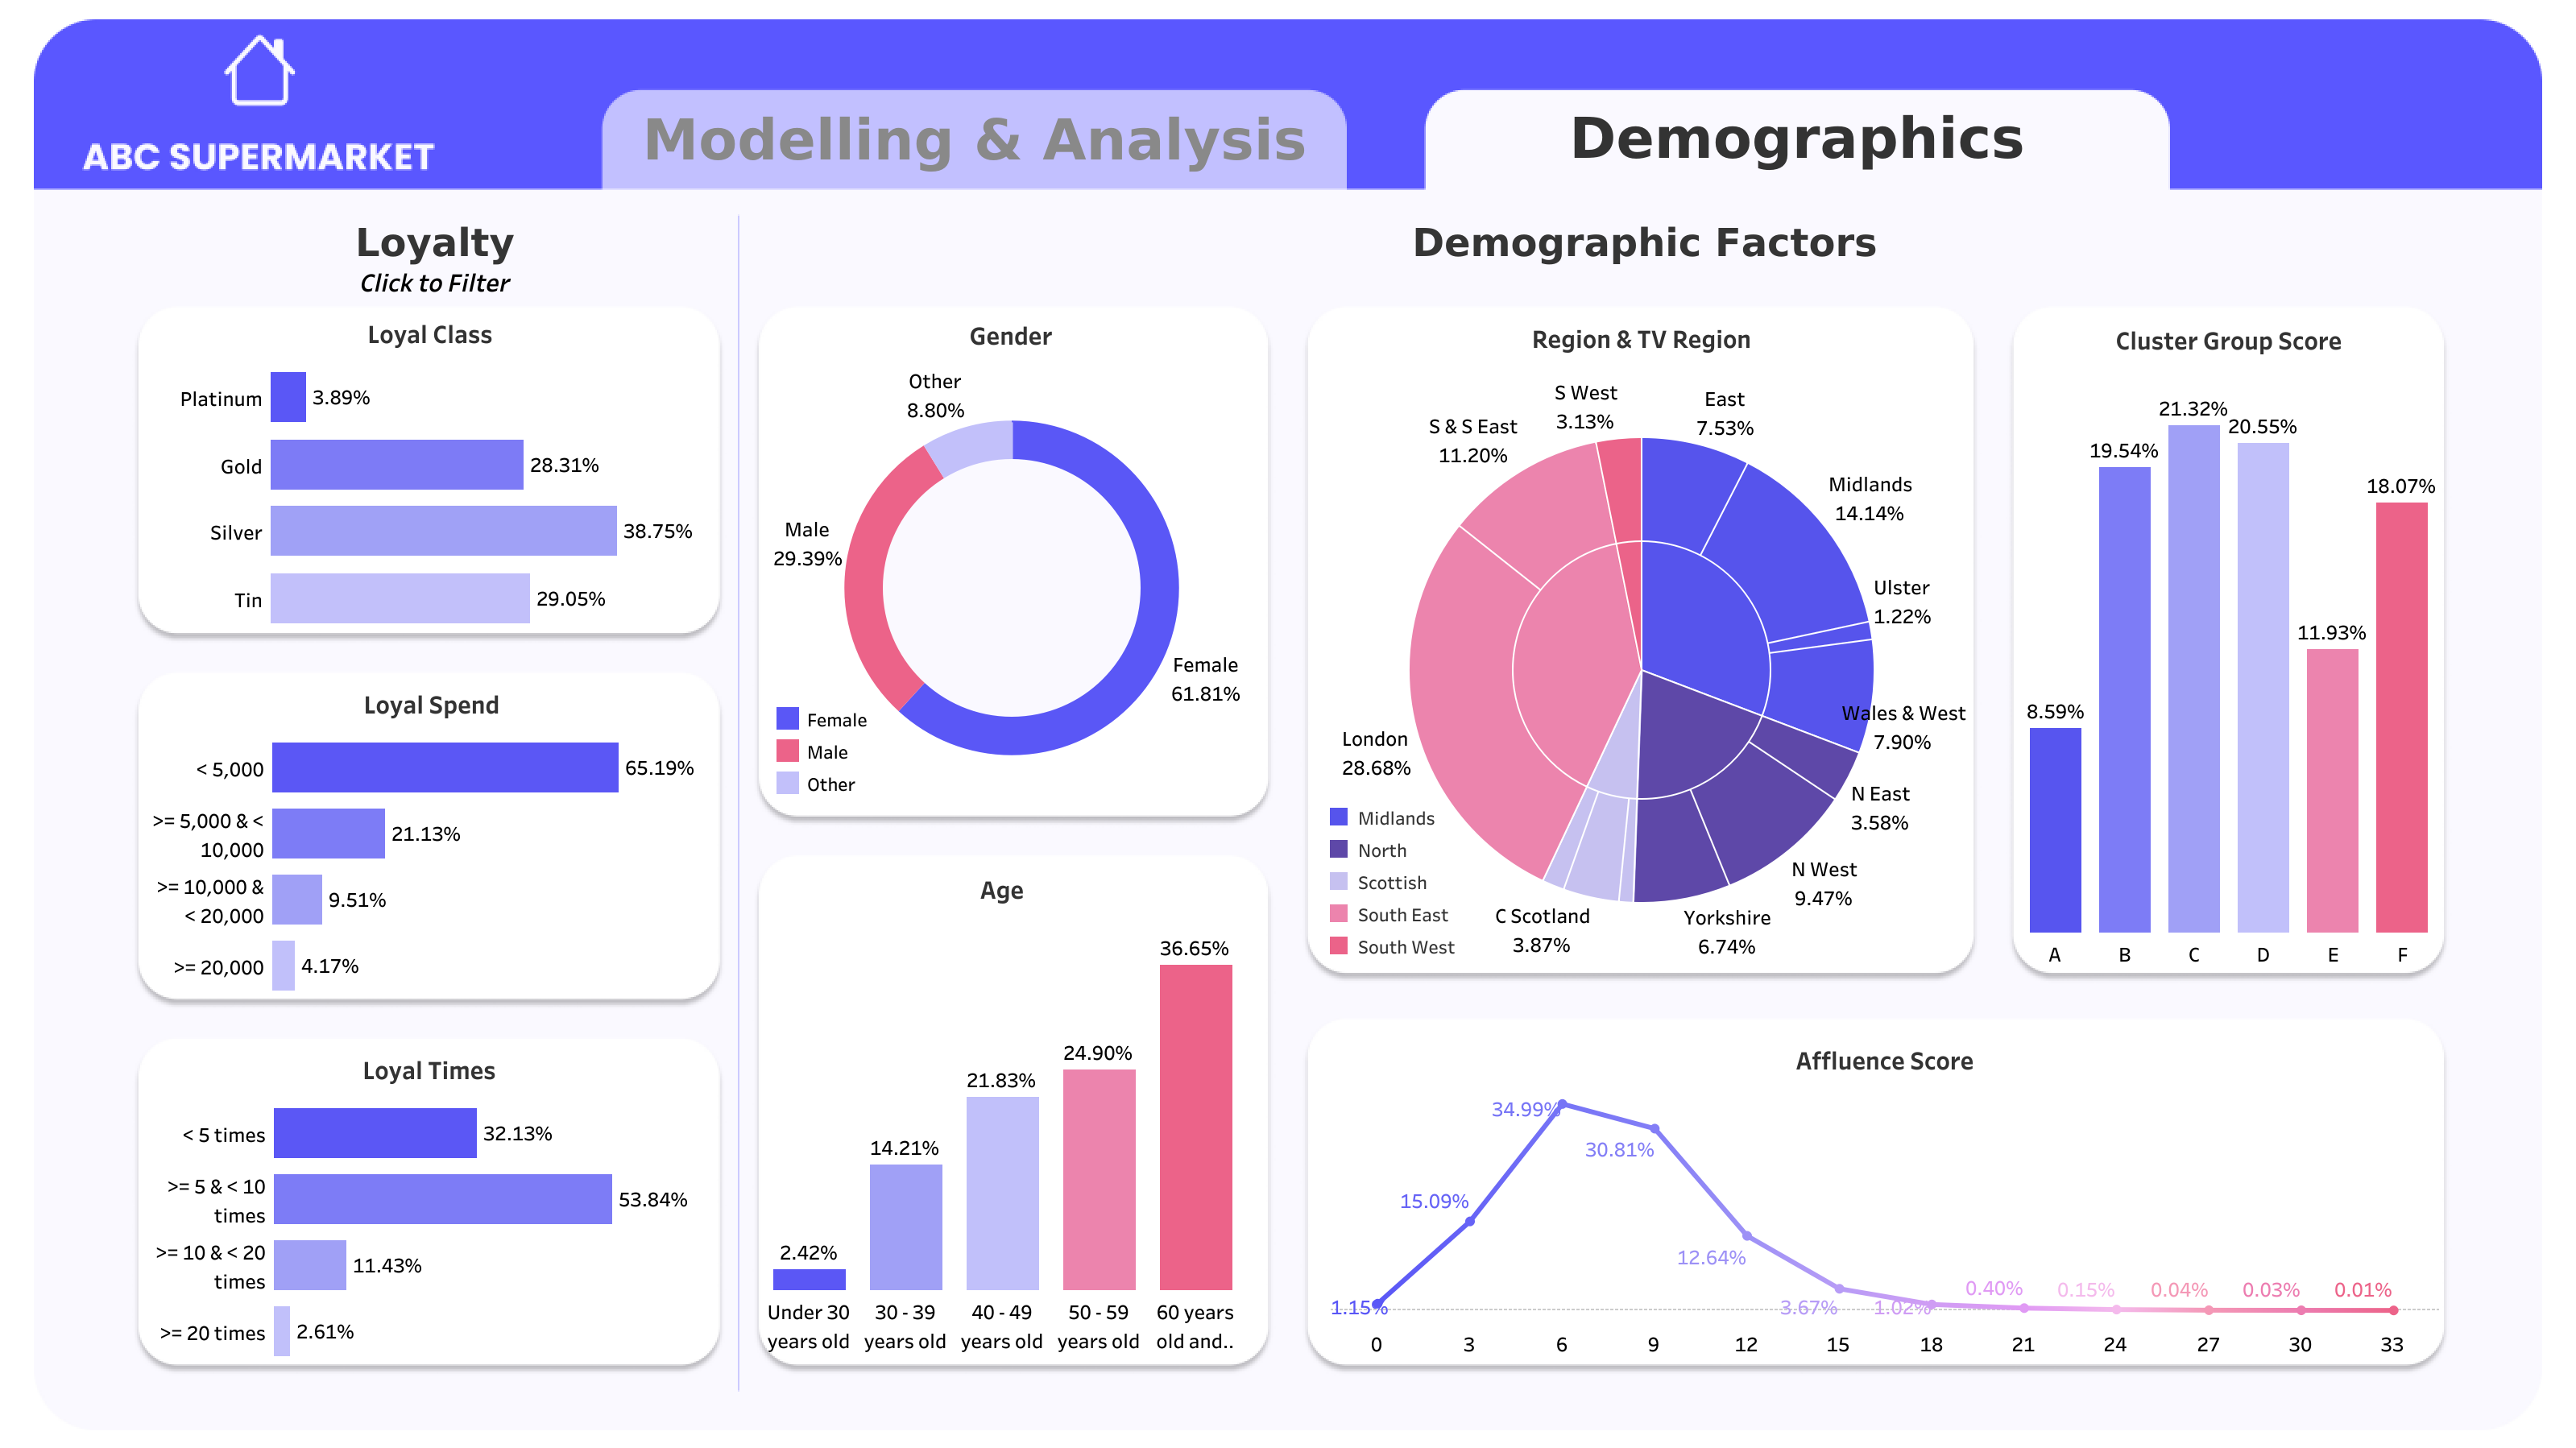 ABC SUPERMARKET
Modelling & Analysis
Demographics
Loyalty
Click to Filter
Demographic Factors
Loyal Class
Platinum
3.89%
Gold
28.31%
Silver
38.75%
Tin
29.05%
Loyal Spend
< 5,000
65.19%
>= 5,000 & <
10,000
21.13%
>= 10,000 &
< 20,000
9.51%
>= 20,000
4.17%
Loyal Times
< 5 times
32.13%
>= 5 & < 10
times
53.84%
>= 10 & < 20
times
11.43%
>= 20 times
2.61%
Gender
Other
8.80%
Male
29.39%
Female
61.81%
Female
Male
Other
Age
2.42%
14.21%
21.83%
24.90%
36.65%
Under 30
years old
30 - 39
years old
40 - 49
years old
50 - 59
years old
60 years
old and..
Region & TV Region
S West
3.13%
East
7.53%
S & S East
11.20%
Midlands
14.14%
Ulster
1.22%
Wales & West
7.90%
London
28.68%
N East
3.58%
N West
9.47%
Yorkshire
6.74%
C Scotland
3.87%
Midlands
North
Scottish
South East
South West
Cluster Group Score
8.59%
19.54%
21.32%
20.55%
11.93%
18.07%
A B C D E F
Affluence Score
1.15%
15.09%
34.99%
30.81%
12.64%
3.67%
1.02%
0.40%
0.15%
0.04%
0.03%
0.01%
0 3 6 9 12 15 18 21 24 27 30 33